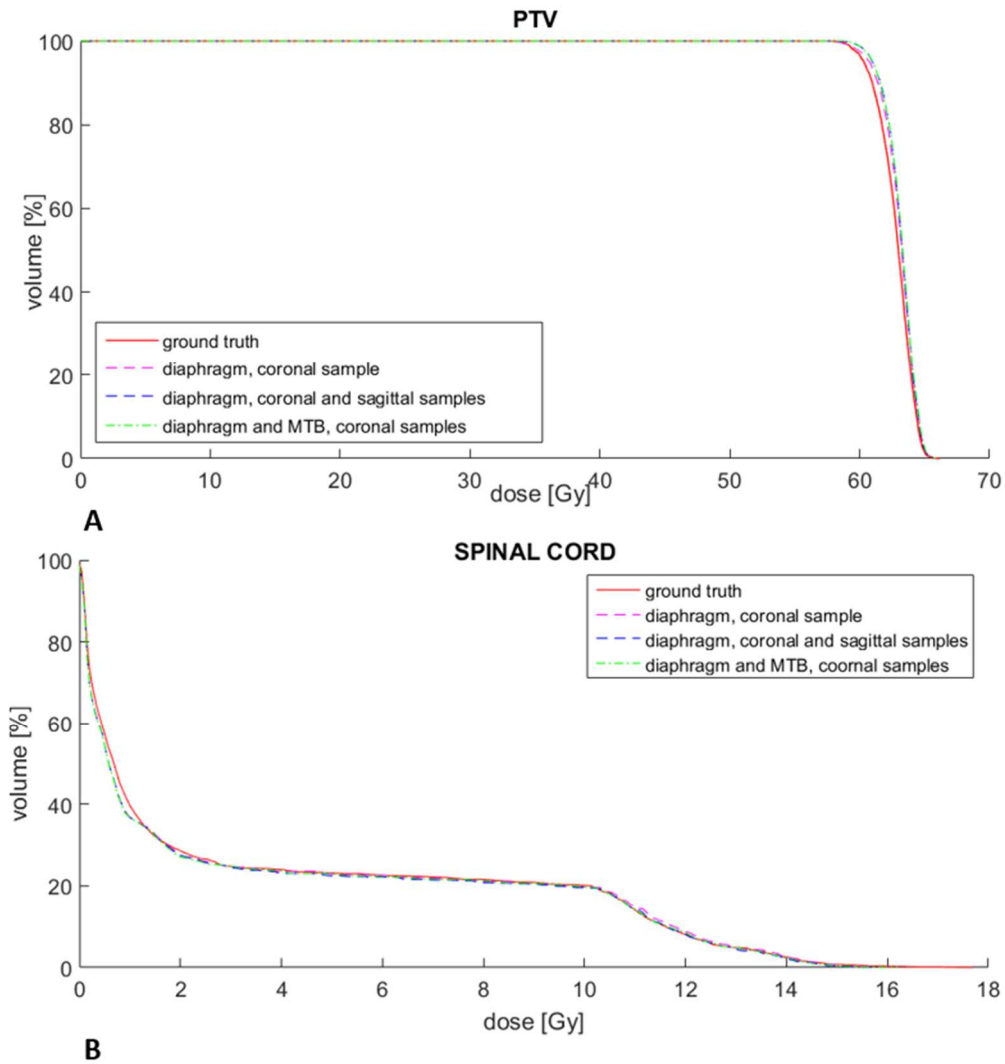 PTV
100
80
60
40
20
0
volume [%]
ground truth
diaphragm, coronal sample
diaphragm, coronal and sagittal samples
diaphragm and MTB, coronal samples
0 10 20 30 40 50 60 70
dose [Gy]
A
SPINAL CORD
100
80
60
40
20
0
volume [%]
ground truth
diaphragm, coronal sample
diaphragm, coronal and sagittal samples
diaphragm and MTB, coornal samples
0 2 4 6 8 10 12 14 16 18
dose [Gy]
B